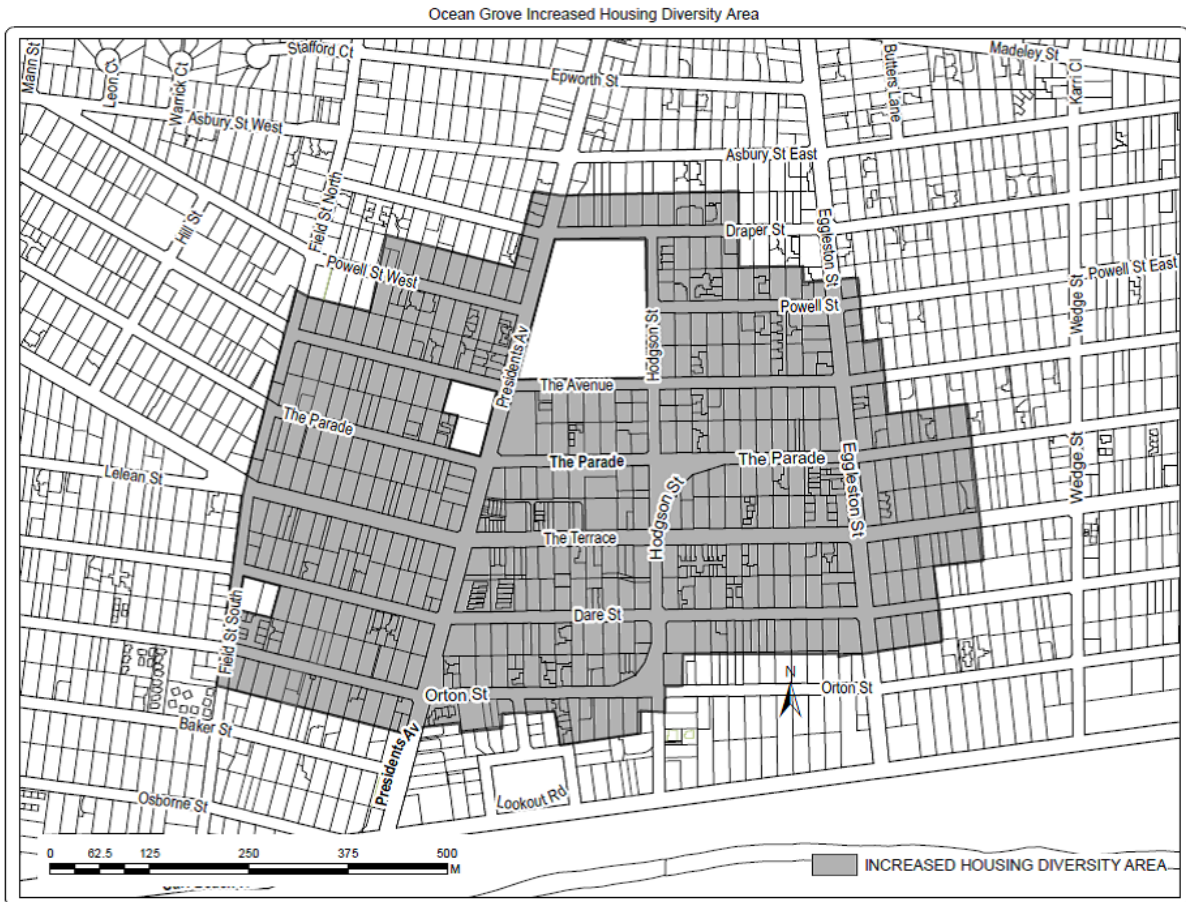 Ocean Grove Increased Housing Diversity Area
Mann St
Leon Ct
Warrick Ct
Stafford Ct
Epworth St
Butters Lane
Madeley St
Karri Cl
Asbury St West
Asbury St East
Hill St
Field St North
Draper St
Eggleston St
Powell St West
Powell St
Powell St East
Wedge St
Presidents Av
Hodgson St
The Avenue
The Parade
The Parade
The Parade
Lelean St
Eggleston St
Wedge St
Hodgson St
The Terrace
Dare St
Field St South
N
Orton St
Orton St
Baker St
Presidents Av
Osborne St
Lookout Rd
0 62.5 125 250 375 500
M
INCREASED HOUSING DIVERSITY AREA